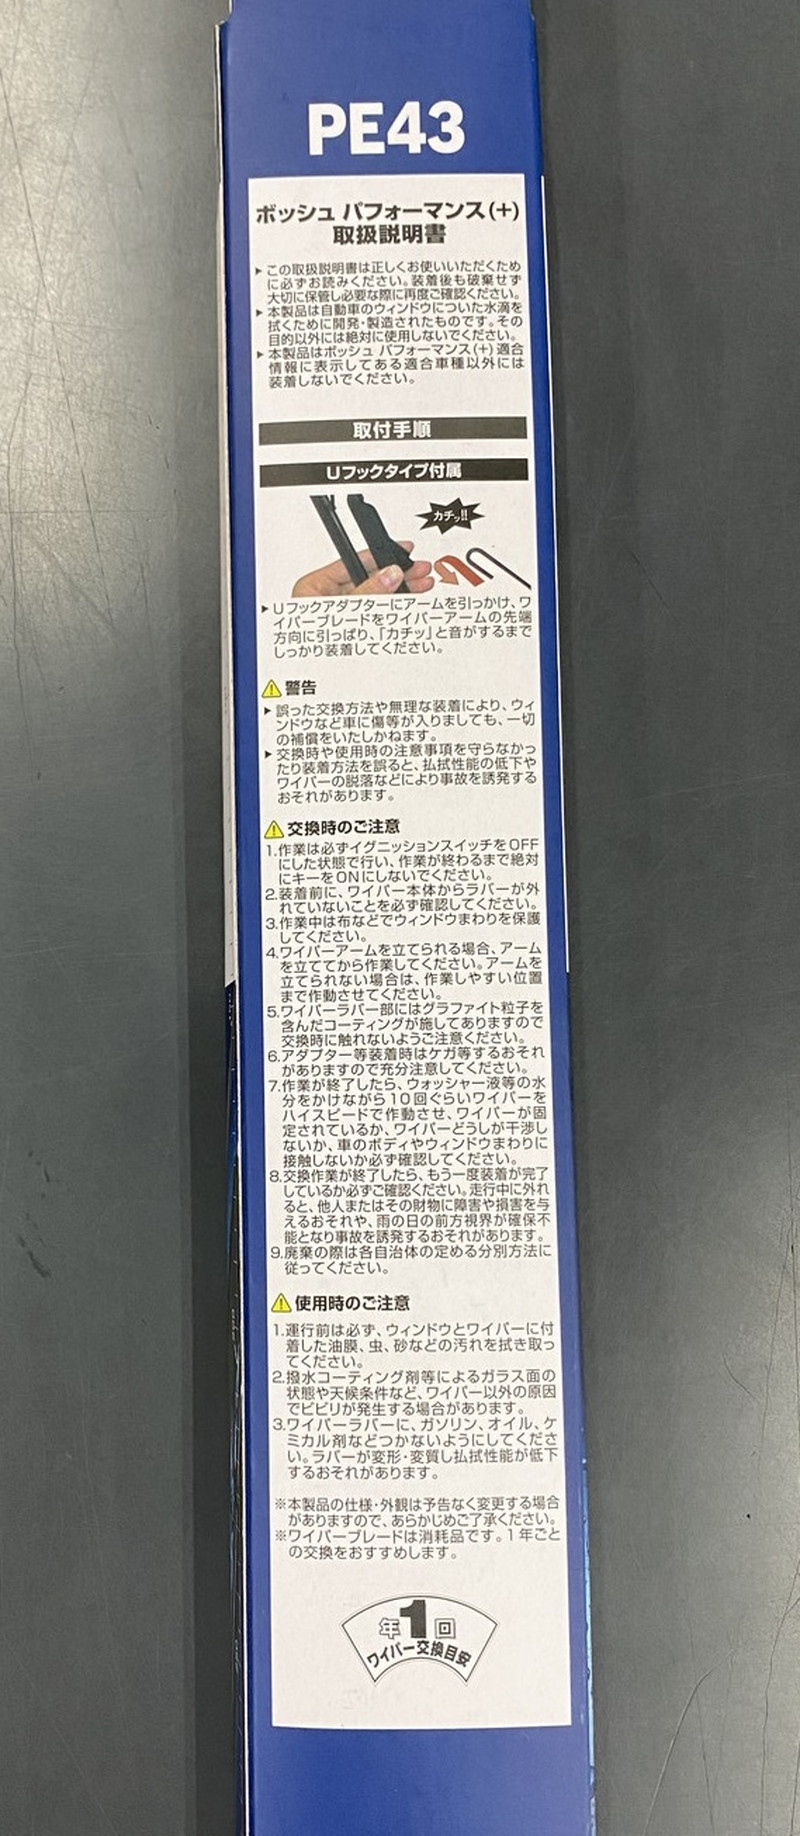 PE43
ボッシュ パフォーマンス(+)
取扱説明書
▶この取扱説明書は正しくお使いいただくため
に必ずお読みください。装着後も破棄せず
大切に保管し必要な際に再度ご確認ください。
▶本製品は自動車のウィンドウについた水滴を
拭くために開発・製造されたものです。その
目的以外には絶対に使用しないでください。
▶本製品はボッシュ パフォーマンス(+)適合
情報に表示してある適合車種以外には
装着しないでください。
取付手順
Uフックタイプ付属
カチッ!!
▶Uフックアダプターにアームを引っかけ、ワ
イパーブレードをワイパーアームの先端
方向に引っぱり、「カチッ」と音がするまで
しっかり装着してください。
警告
▶誤った交換方法や無理な装着により、ウィ
ンドウなど車に傷等が入りましても、一切
の補償をいたしかねます。
▶交換時や使用時の注意事項を守らなかっ
たり装着方法を誤ると、払拭性能の低下や
ワイパーの脱落などにより事故を誘発する
おそれがあります。
交換時のご注意
1.作業は必ずイグニッションスイッチをOFF
にした状態で行い、作業が終わるまで絶対
にキーをONにしないでください。
2.装着前に、ワイパー本体からラバーが外
れていないことを必ず確認してください。
3.作業中は布などでウィンドウまわりを保護
してください。
4.ワイパーアームを立てられる場合、アーム
を立ててから作業してください。アームを
立てられない場合は、作業しやすい位置
まで作動させてください。
5.ワイパーラバー部にはグラファイト粒子を
含んだコーティングが施してありますので
交換時に触れないようご注意ください。
6.アダプター等装着時はケガ等するおそれ
がありますので充分注意してください。
7.作業が終了したら、ウォッシャー液等の水
分をかけながら10回ぐらいワイパーを
ハイスピードで作動させ、ワイパーが固
定されているか、ワイパーどうしが干渉し
ないか、車のボディやウィンドウまわりに
接触しないか必ず確認してください。
8.交換作業が終了したら、もう一度装着が完了
しているか必ずご確認ください。走行中に外れ
ると、他人またはその財物に障害や損害を与
えるおそれや、雨の日の前方視界が確保不
能となり事故を誘発するおそれがあります。
9.廃棄の際は各自治体の定める分別方法に
従ってください。
使用時のご注意
1.運行前は必ず、ウィンドウとワイパーに付
着した油膜、虫、砂などの汚れを拭き取っ
てください。
2.撥水コーティング剤等によるガラス面の
状態や天候条件など、ワイパー以外の原因
でビビリが発生する場合があります。
3.ワイパーラバーに、ガソリン、オイル、ケ
ミカル剤などつかないようにしてくださ
い。ラバーが変形・変質し払拭性能が低下
するおそれがあります。
※本製品の仕様・外観は予告なく変更する場合
がありますので、あらかじめご了承ください。
※ワイパーブレードは消耗品です。1年ごと
の交換をおすすめします。
年1回
ワイパー交換目安